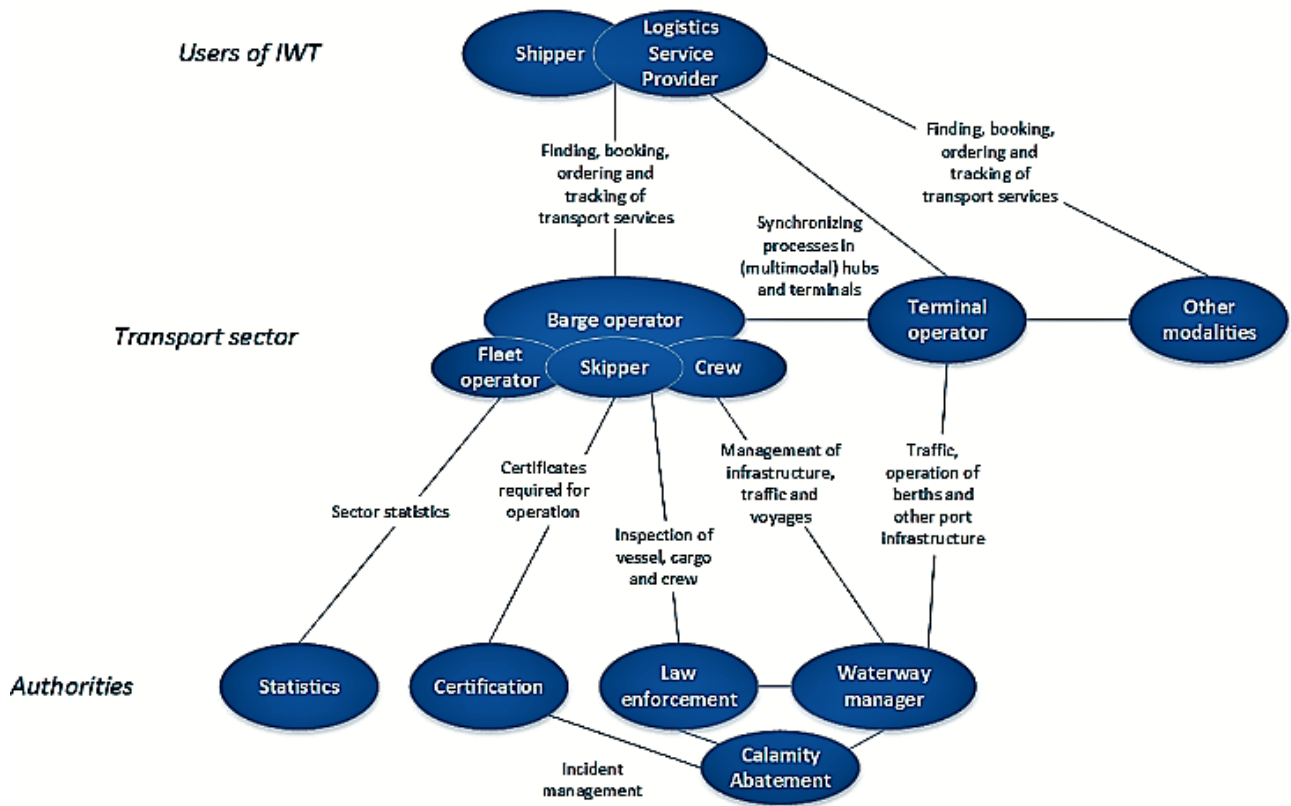 Users of IWT
Shipper
Logistics
Service
Provider
Finding, booking,
ordering and
tracking of
transport services
Finding, booking,
ordering and
tracking of
transport services
Synchronizing
processes in
(multimodal) hubs
and terminals
Transport sector
Barge operator
Fleet
operator
Skipper
Crew
Terminal
operator
Other
modalities
Sector statistics
Certificates
required for
operation
Inspection of
vessel, cargo
and crew
Management of
infrastructure,
traffic and
voyages
Traffic,
operation of
berths and
other port
infrastructure
Authorities
Statistics
Certification
Law
enforcement
Waterway
manager
Calamity
Abatement
Incident
management